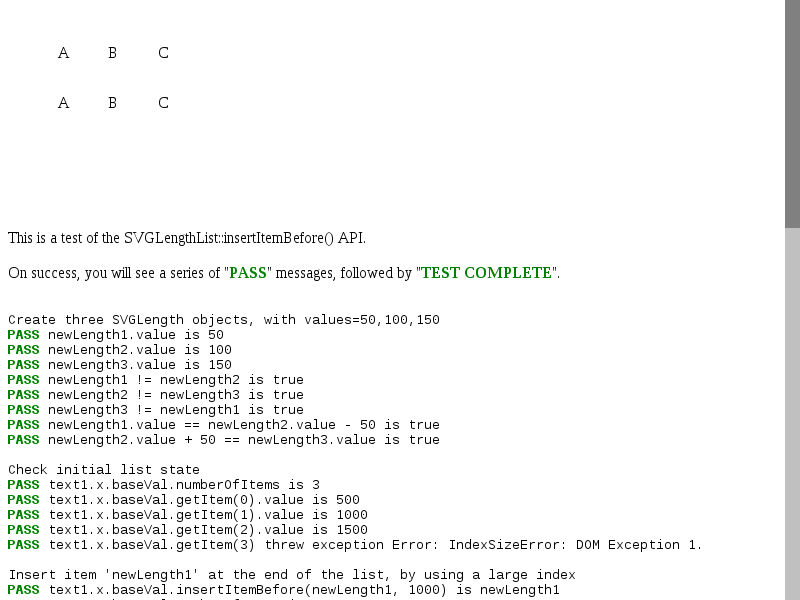 A B C
A B C
This is a test of the SVGLengthList::insertItemBefore() API.
On success, you will see a series of "PASS" messages, followed by "TEST COMPLETE".
Create three SVGLength objects, with values=50,100,150
PASS newLength1.value is 50
PASS newLength2.value is 100
PASS newLength3.value is 150
PASS newLength1 != newLength2 is true
PASS newLength2 != newLength3 is true
PASS newLength3 != newLength1 is true
PASS newLength1.value == newLength2.value - 50 is true
PASS newLength2.value + 50 == newLength3.value is true
Check initial list state
PASS text1.x.baseVal.numberOfItems is 3
PASS text1.x.baseVal.getItem(0).value is 500
PASS text1.x.baseVal.getItem(1).value is 1000
PASS text1.x.baseVal.getItem(2).value is 1500
PASS text1.x.baseVal.getItem(3) threw exception Error: IndexSizeError: DOM Exception 1.
Insert item 'newLength1' at the end of the list, by using a large index
PASS text1.x.baseVal.insertItemBefore(newLength1, 1000) is newLength1